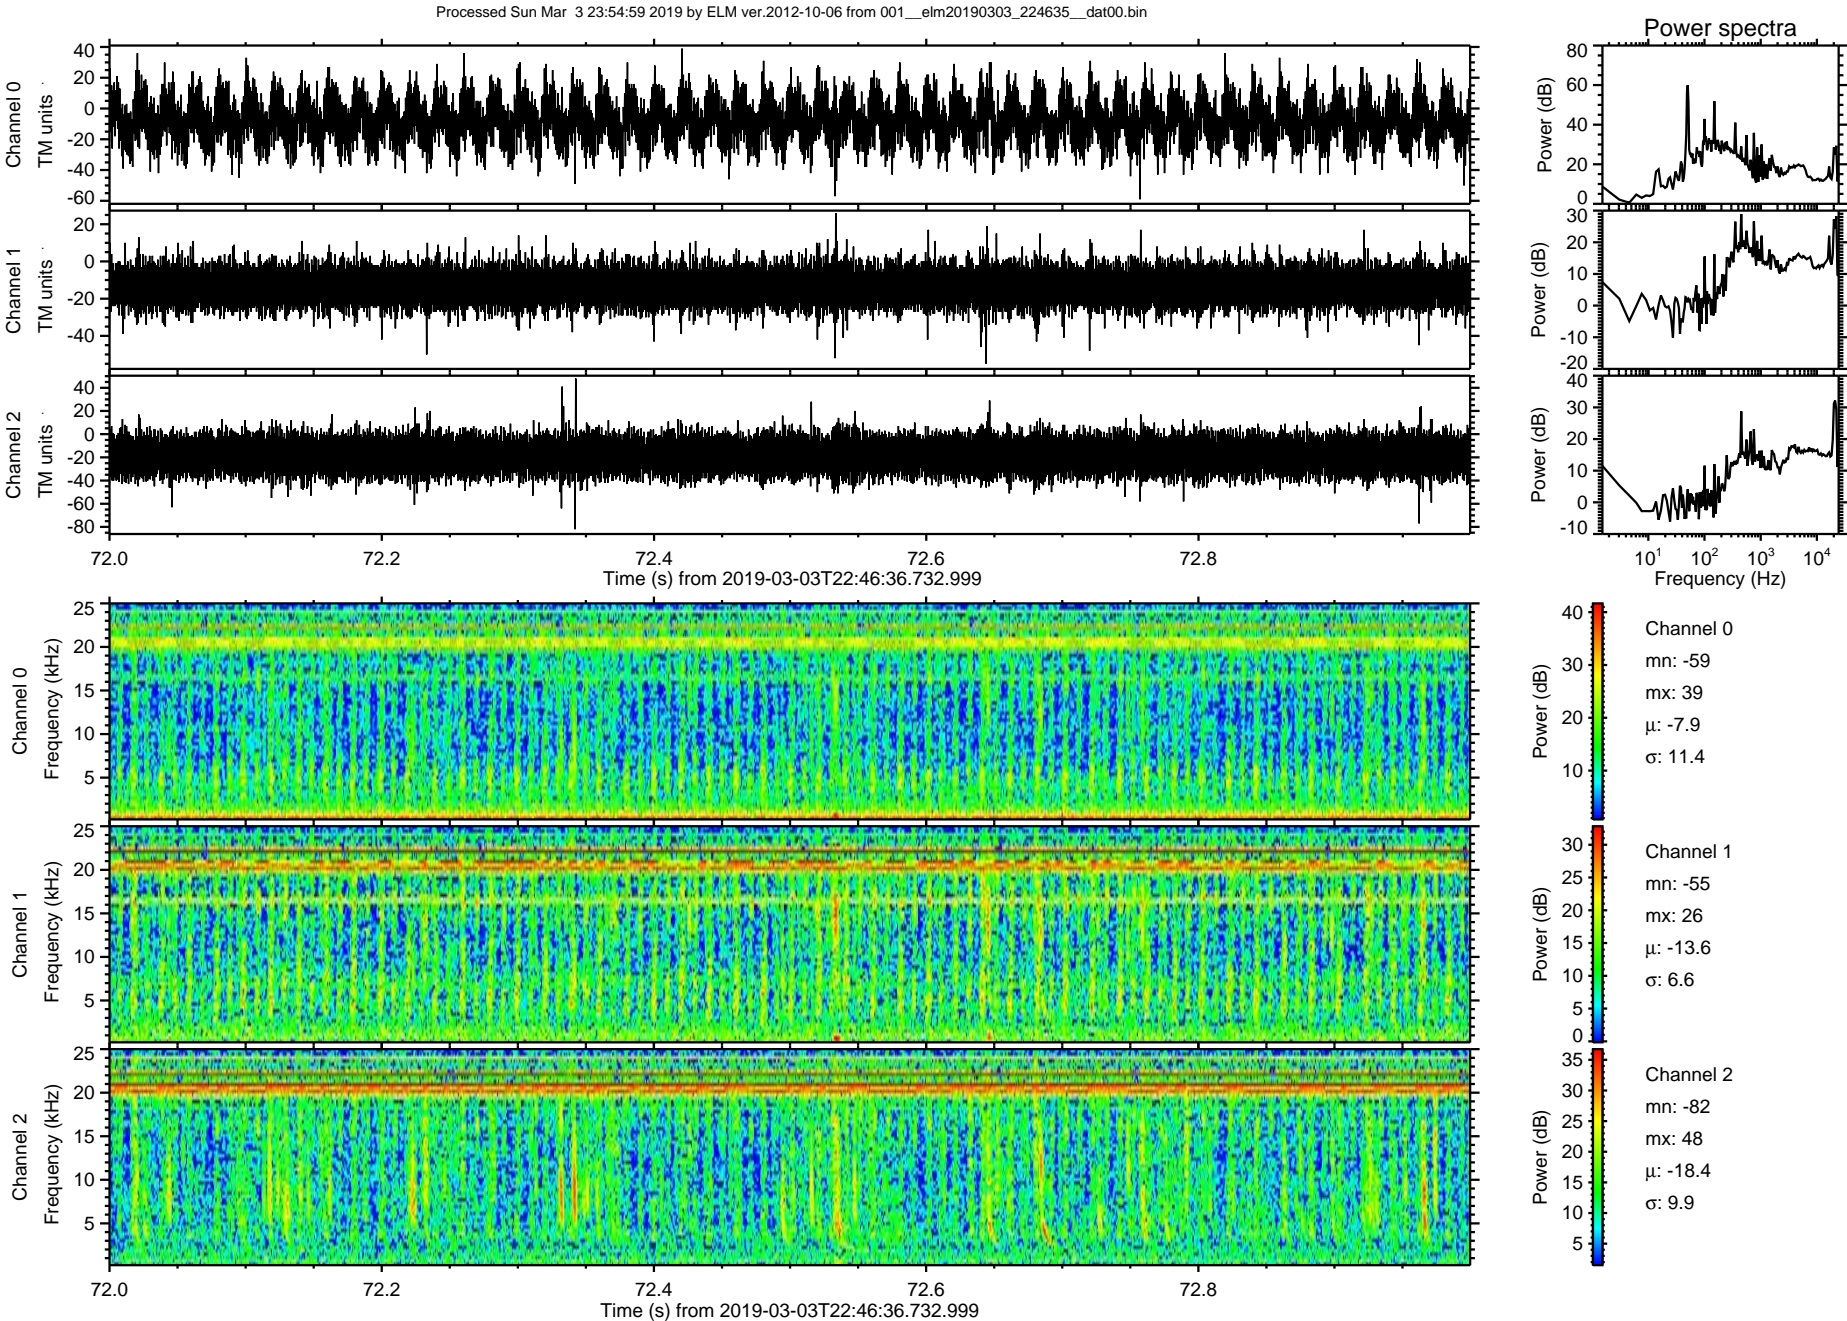 Processed Sun Mar 3 23:54:59 2019 by ELM ver.2012-10-06 from 001__elm20190303_224635__dat00.bin
Power spectra
Channel 0
TM units
40
20
0
-20
-40
-60
Power (dB)
80
60
40
20
0
Channel 1
TM units
20
0
-20
-40
Power (dB)
30
20
10
0
-10
-20
Channel 2
TM units
40
20
0
-20
-40
-60
-80
Power (dB)
40
30
20
10
0
-10
72.0 72.2 72.4 72.6 72.8
Time (s) from 2019-03-03T22:46:36.732.999
10¹ 10² 10³ 10⁴
Frequency (Hz)
Channel 0
Frequency (kHz)
25
20
15
10
5
Power (dB)
40
30
20
10
Channel 0
mn: -59
mx: 39
μ: -7.9
σ: 11.4
Channel 1
Frequency (kHz)
25
20
15
10
5
Power (dB)
30
25
20
15
10
5
0
Channel 1
mn: -55
mx: 26
μ: -13.6
σ: 6.6
Channel 2
Frequency (kHz)
25
20
15
10
5
Power (dB)
35
30
25
20
15
10
5
Channel 2
mn: -82
mx: 48
μ: -18.4
σ: 9.9
72.0 72.2 72.4 72.6 72.8
Time (s) from 2019-03-03T22:46:36.732.999